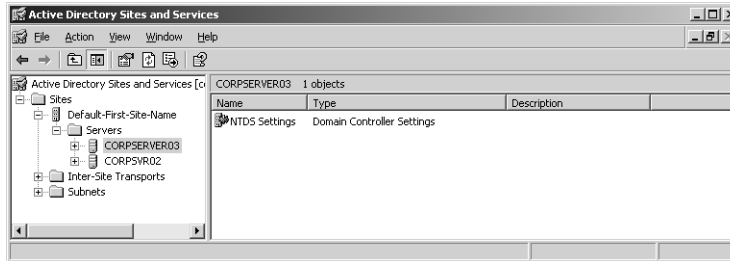 Active Directory Sites and Services
File Action View Window Help
Active Directory Sites and Services [c
CORPSERVER03 1 objects
Sites
Default-First-Site-Name
Servers
CORPSERVER03
CORPSVR02
Inter-Site Transports
Subnets
Name Type Description
NTDS Settings Domain Controller Settings